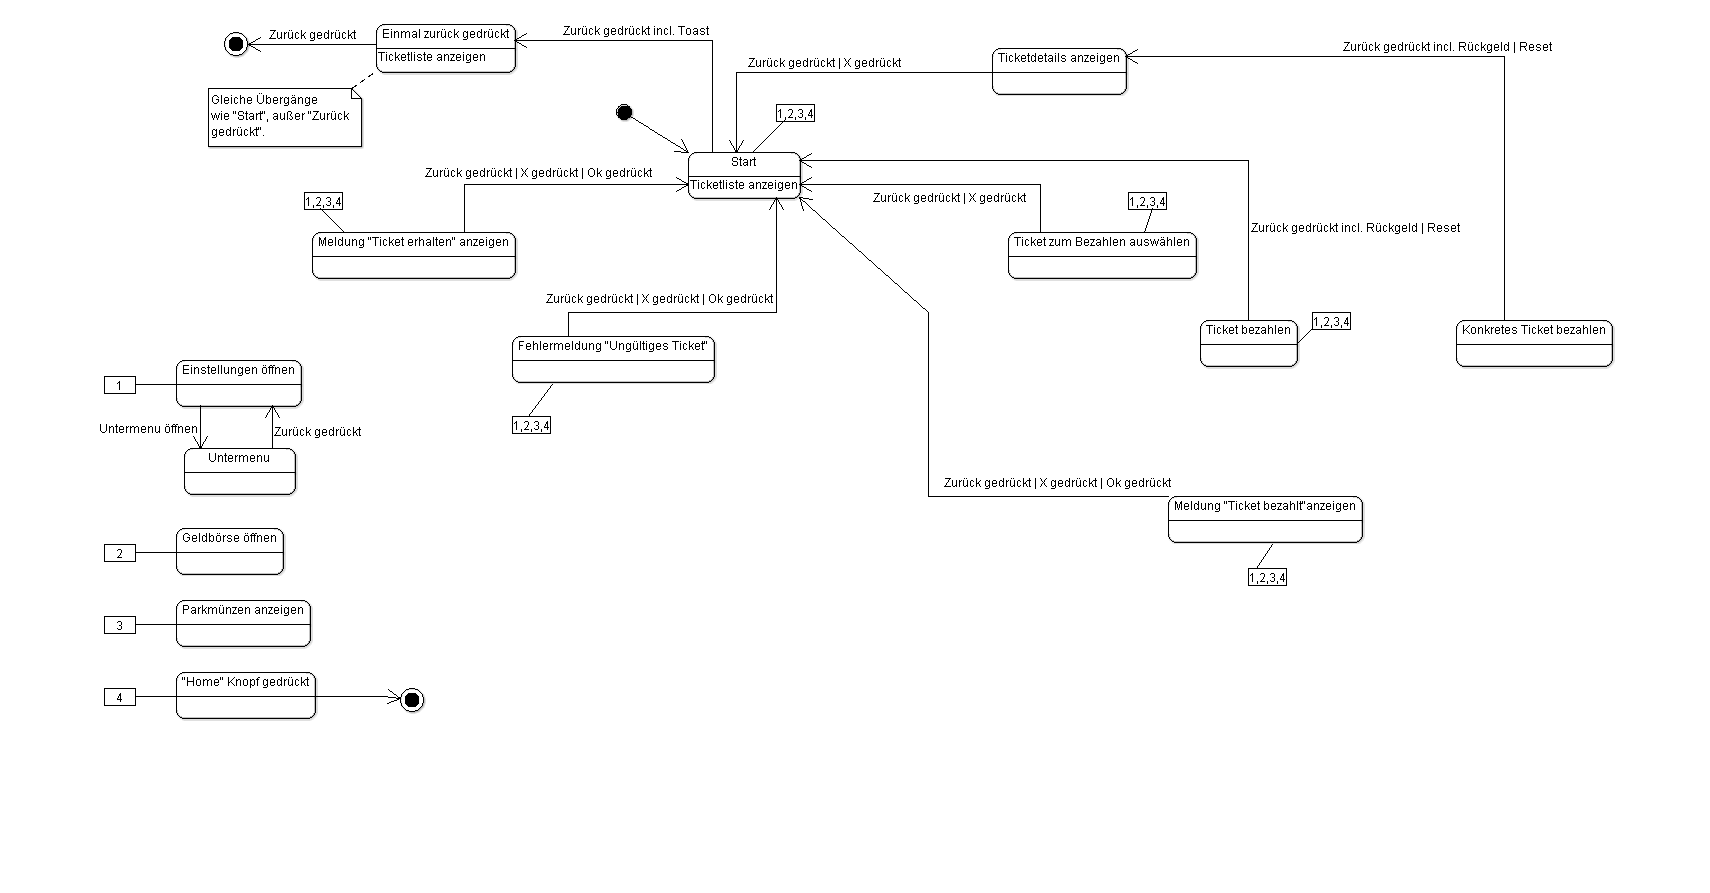 Zurück gedrückt
Einmal zurück gedrückt
Ticketliste anzeigen
Zurück gedrückt incl. Toast
Gleiche Übergänge
wie "Start", außer "Zurück
gedrückt".
Zurück gedrückt | X gedrückt
Ticketdetails anzeigen
Zurück gedrückt incl. Rückgeld | Reset
1,2,3,4
Start
Ticketliste anzeigen
Zurück gedrückt | X gedrückt | Ok gedrückt
1,2,3,4
Meldung "Ticket erhalten" anzeigen
Zurück gedrückt | X gedrückt
1,2,3,4
Ticket zum Bezahlen auswählen
Zurück gedrückt incl. Rückgeld | Reset
Zurück gedrückt | X gedrückt | Ok gedrückt
Fehlermeldung "Ungültiges Ticket"
1,2,3,4
Ticket bezahlen
1,2,3,4
Konkretes Ticket bezahlen
1
Einstellungen öffnen
Untermenu öffnen
Zurück gedrückt
Untermenu
Zurück gedrückt | X gedrückt | Ok gedrückt
Meldung "Ticket bezahlt"anzeigen
1,2,3,4
2
Geldbörse öffnen
3
Parkmünzen anzeigen
4
"Home" Knopf gedrückt